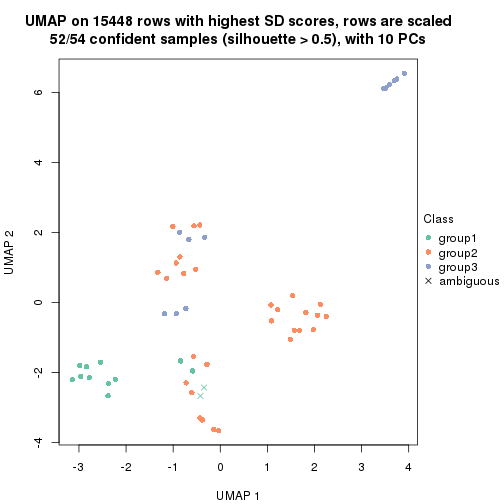 UMAP on 15448 rows with highest SD scores, rows are scaled
52/54 confident samples (silhouette > 0.5), with 10 PCs
6
4
2
0
-2
-4
UMAP 2
-3
-2
-1
0
1
2
3
4
UMAP 1
Class
group1
group2
group3
ambiguous